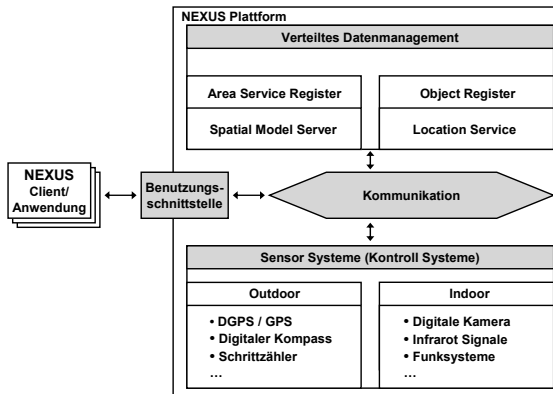 NEXUS Plattform
Verteiltes Datenmanagement
Area Service Register
Object Register
Spatial Model Server
Location Service
NEXUS
Client/
Anwendung
Benutzungs-
schnittstelle
Kommunikation
Sensor Systeme (Kontroll Systeme)
Outdoor
• DGPS / GPS
• Digitaler Kompass
• Schrittzähler
...
Indoor
• Digitale Kamera
• Infrarot Signale
• Funksysteme
...